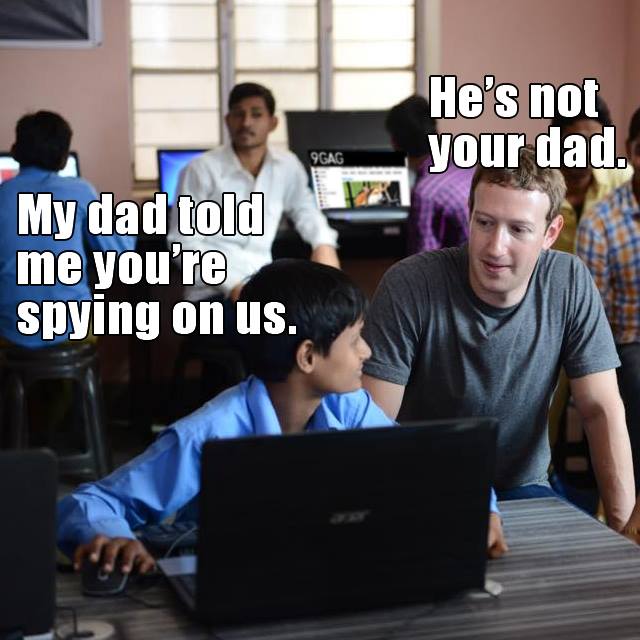 My dad told
me you're
spying on us.
He's not
your dad.
9GAG
acer